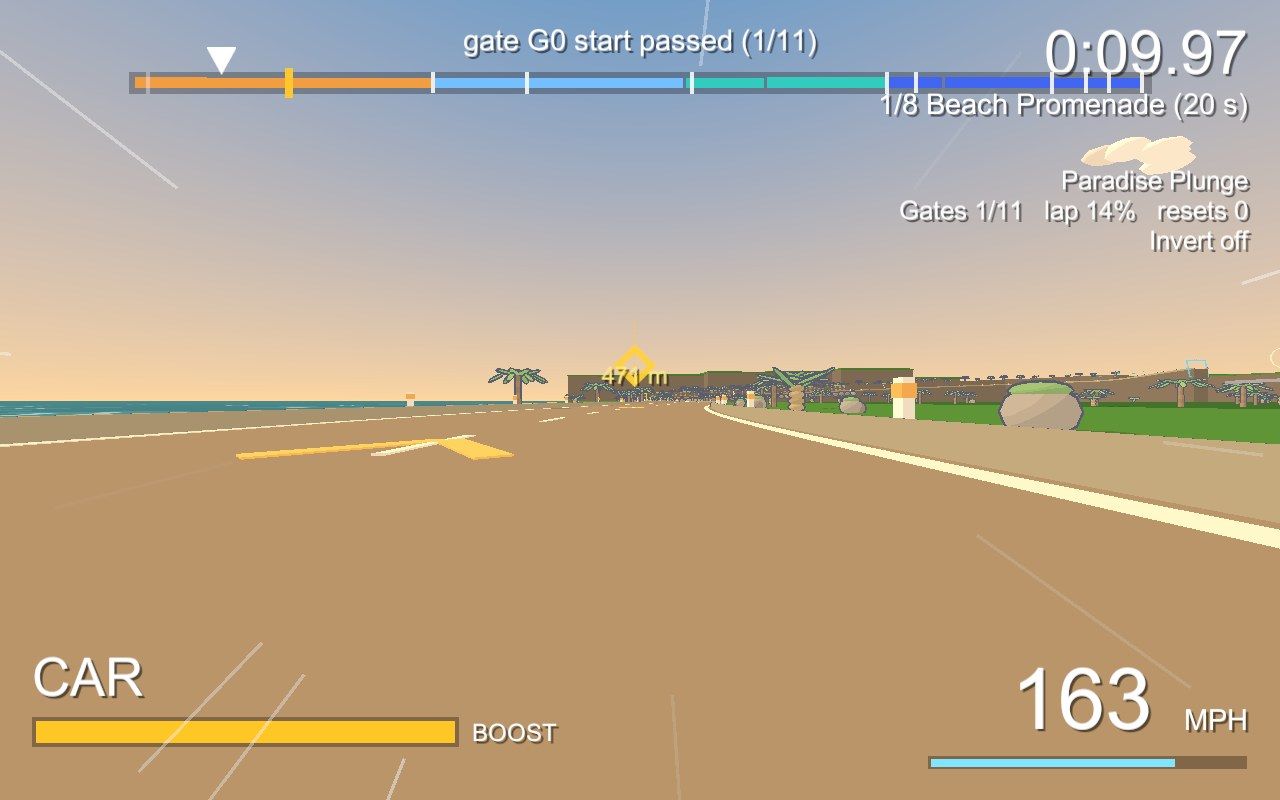 gate G0 start passed (1/11)
0:09.97
1/8 Beach Promenade (20 s)
Paradise Plunge
Gates 1/11 lap 14% resets 0
Invert off
471 m
CAR
BOOST
163 MPH